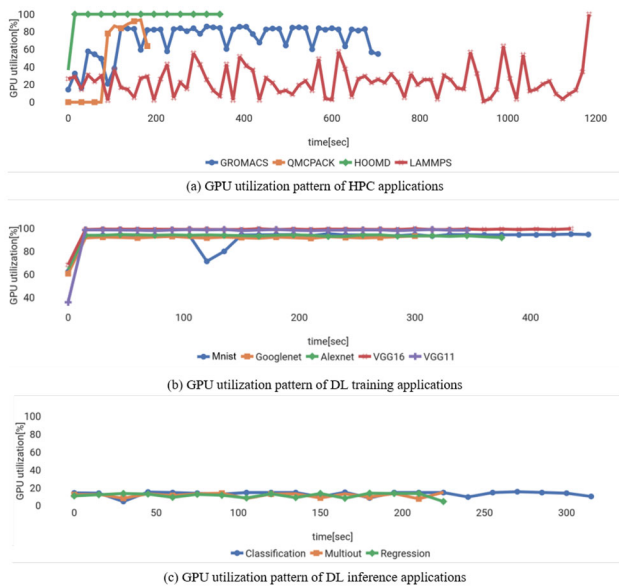 GPU utilization[%]
100
80
60
40
20
0
0
200
400
600
800
1000
1200
time[sec]
GROMACS QMCPACK HOOMD LAMMPS
(a) GPU utilization pattern of HPC applications
GPU utilization[%]
100
80
60
40
0
100
200
300
400
time[sec]
Mnist Googlenet Alexnet VGG16 VGG11
(b) GPU utilization pattern of DL training applications
GPU utilization[%]
100
80
60
40
20
0
0
50
100
150
200
250
300
time[sec]
Classification Multiout Regression
(c) GPU utilization pattern of DL inference applications